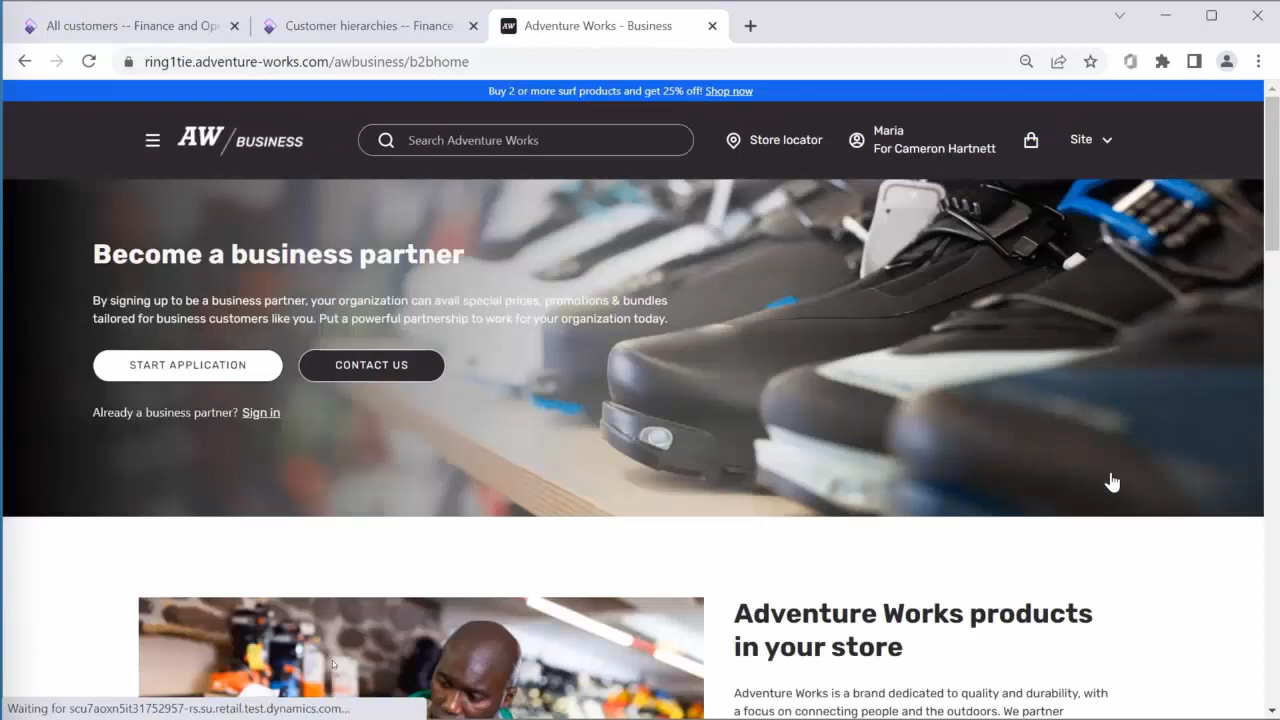 All customers -- Finance and Ope
Customer hierarchies -- Finance
AW
Adventure Works - Business
ring1tie.adventure-works.com/awbusiness/b2bhome
Buy 2 or more surf products and get 25% off! Shop now
AW/BUSINESS
Search Adventure Works
Store locator
Maria
For Cameron Hartnett
Site
Become a business partner
By signing up to be a business partner, your organization can avail special prices, promotions & bundles
tailored for business customers like you. Put a powerful partnership to work for your organization today.
START APPLICATION
CONTACT US
Already a business partner? Sign in
Adventure Works products
in your store
Adventure Works is a brand dedicated to quality and durability, with
a focus on connecting people and the outdoors. We partner
Waiting for scu7aoxn5it31752957-rs.su.retail.test.dynamics.com...